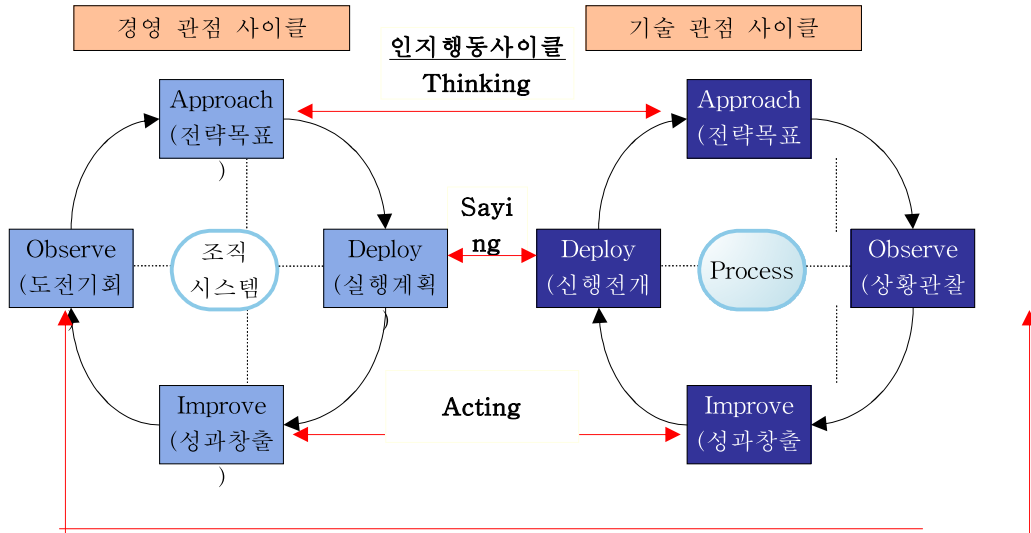 경영 관점 사이클
인지행동사이클
기술 관점 사이클
Thinking
Approach
(전략목표
)
Approach
(전략목표
Sayi
ng
Observe
(도전기회
)
조직
시스템
Deploy
(실행계획
)
Deploy
(신행전개
Process
Observe
(상황관찰
Acting
Improve
(성과창출
)
Improve
(성과창출